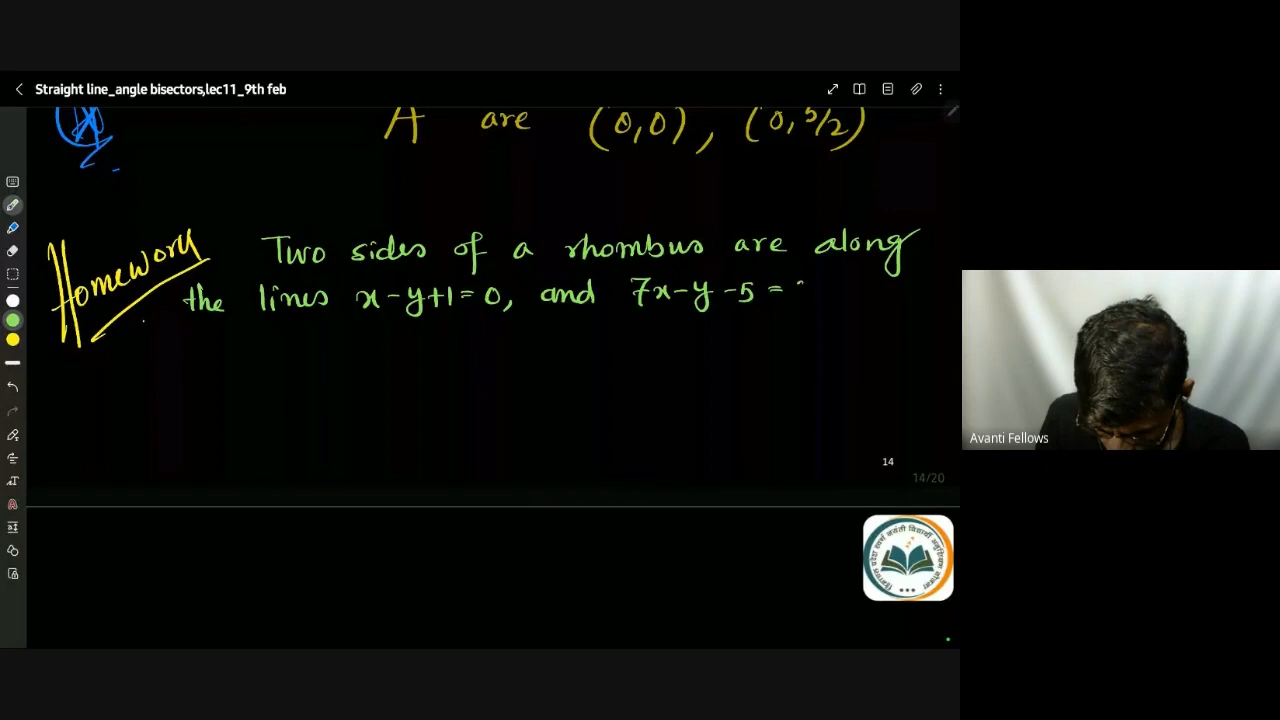 Straight line_angle bisectors,lec11_9th feb
A are (0,0), (0,5/2)
Homework Two sides of a rhombus are along
the lines x-y+1=0, and 7x-y-5=
Avanti Fellows
14
14/20